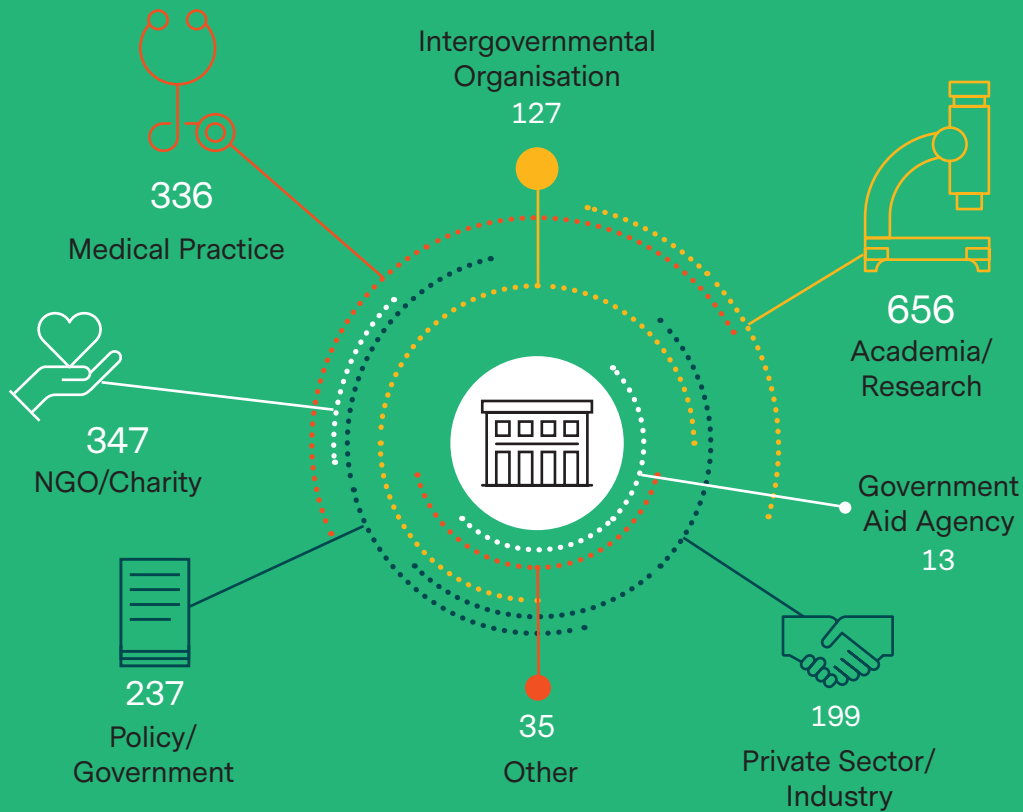 Intergovernmental
Organisation
127
336
Medical Practice
656
Academia/
Research
347
NGO/Charity
Government
Aid Agency
13
237
Policy/
Government
35
Other
199
Private Sector/
Industry